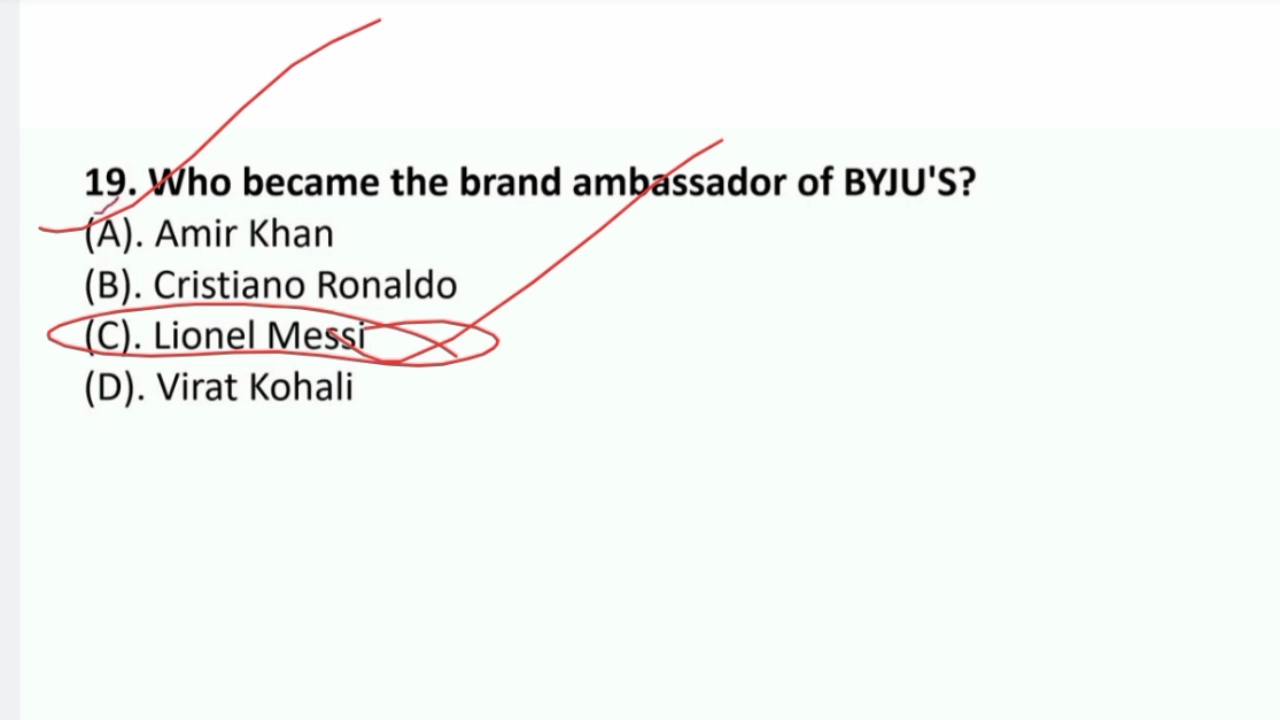 19. Who became the brand ambassador of BYJU'S?
(A). Amir Khan
(B). Cristiano Ronaldo
(C). Lionel Messi
(D). Virat Kohali